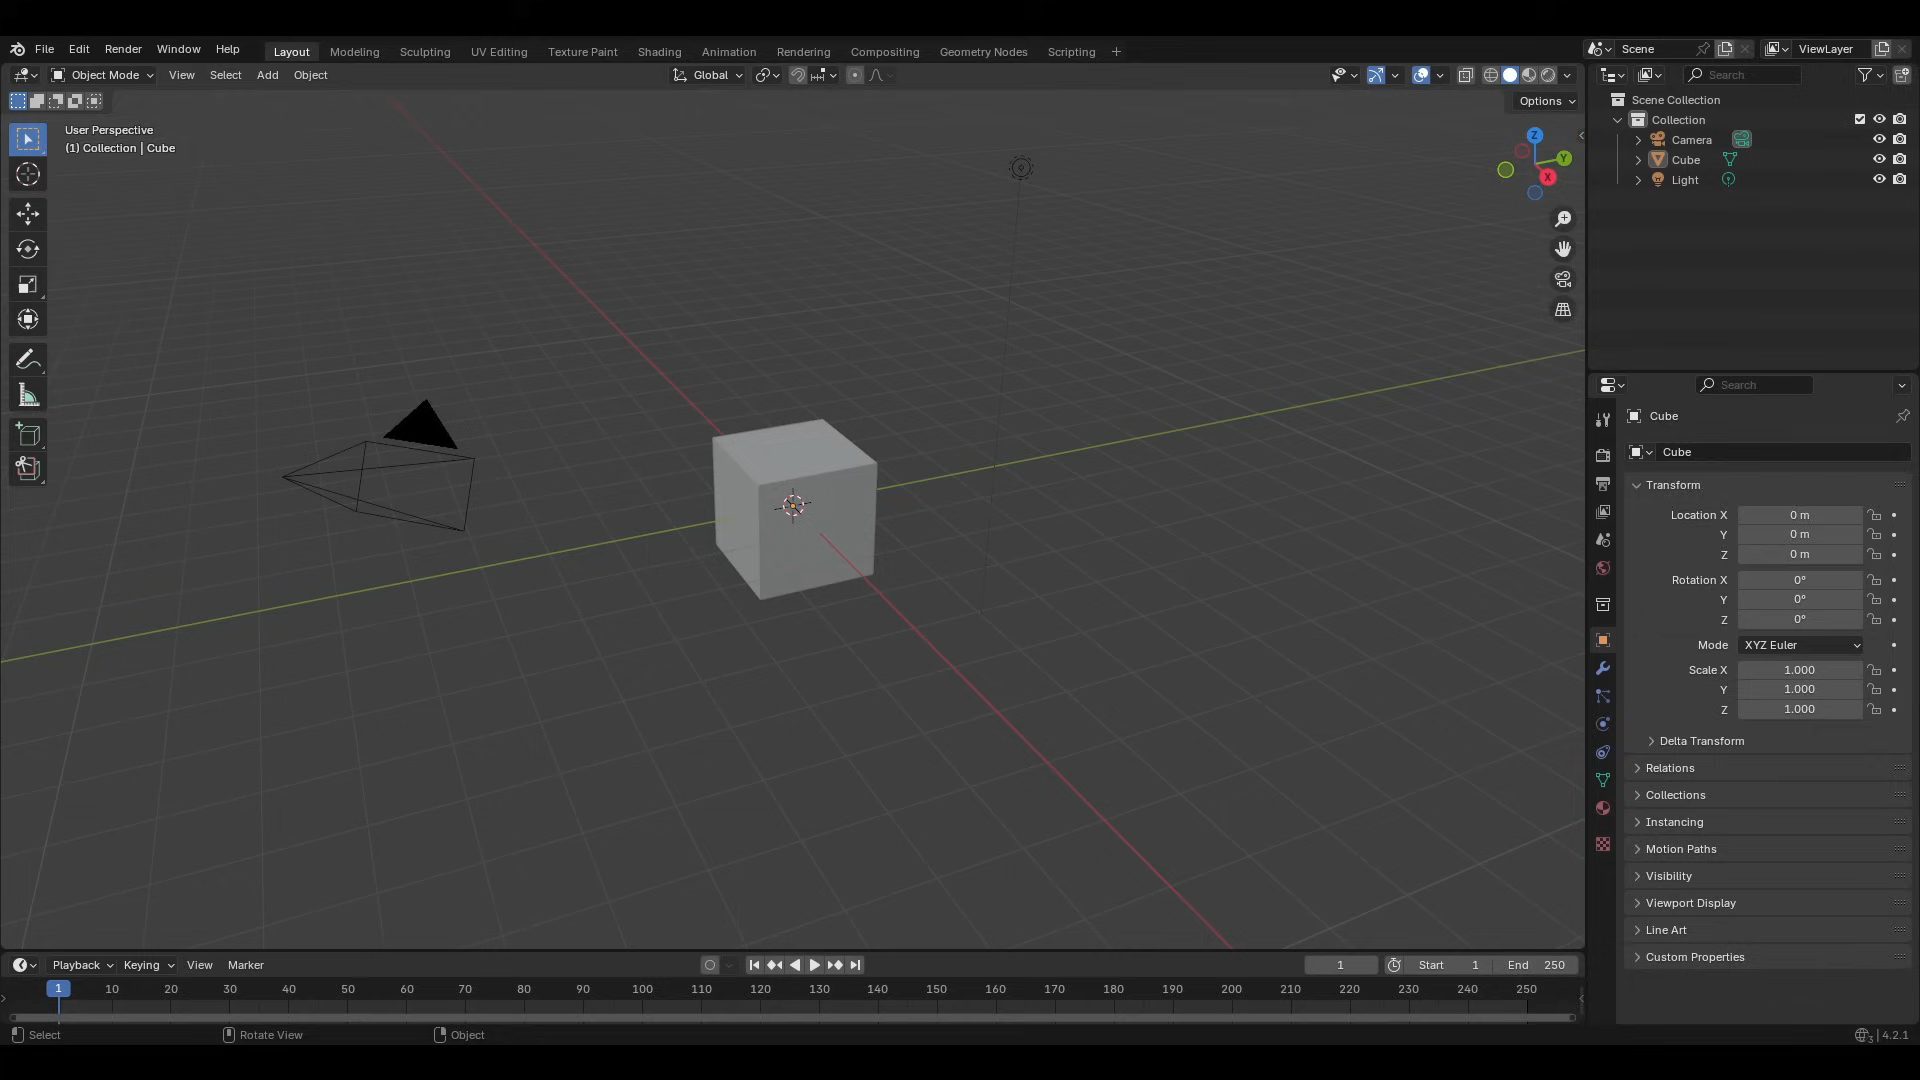 File Edit Render Window Help Layout Modeling Sculpting UV Editing Texture Paint Shading Animation Rendering Compositing Geometry Nodes Scripting + Scene ViewLayer
Object Mode View Select Add Object Global Search
Options
User Perspective
(1) Collection | Cube
Z
Y
X
Scene Collection
Collection
Camera
Cube
Light
Search
Cube
Cube
Transform
Location X 0 m
Y 0 m
Z 0 m
Rotation X 0°
Y 0°
Z 0°
Mode XYZ Euler
Scale X 1.000
Y 1.000
Z 1.000
Delta Transform
Relations
Collections
Instancing
Motion Paths
Visibility
Viewport Display
Line Art
Custom Properties
Playback Keying View Marker 1 Start 1 End 250
1 10 20 30 40 50 60 70 80 90 100 110 120 130 140 150 160 170 180 190 200 210 220 230 240 250
Select Rotate View Object 3 | 4.2.1